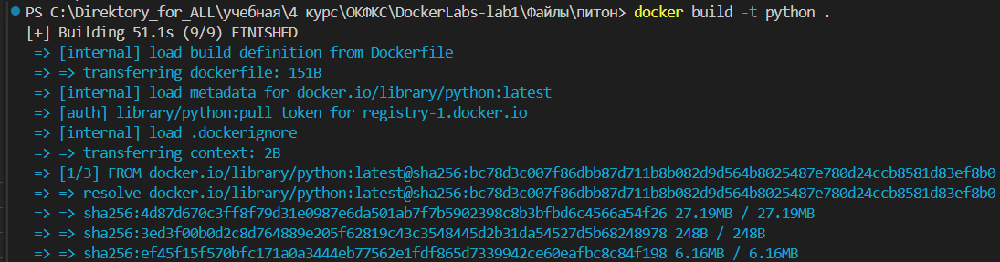 PS C:\Direktory_for_ALL\учебная\4 курс\ОКФКС\DockerLabs-lab1\Файлы\питон> docker build -t python .
[+] Building 51.1s (9/9) FINISHED
=> [internal] load build definition from Dockerfile
=> => transferring dockerfile: 151B
=> [internal] load metadata for docker.io/library/python:latest
=> [auth] library/python:pull token for registry-1.docker.io
=> [internal] load .dockerignore
=> => transferring context: 2B
=> [1/3] FROM docker.io/library/python:latest@sha256:bc78d3c007f86dbb87d711b8b082d9d564b8025487e780d24ccb8581d83ef8b0
=> => resolve docker.io/library/python:latest@sha256:bc78d3c007f86dbb87d711b8b082d9d564b8025487e780d24ccb8581d83ef8b0
=> => sha256:4d87d670c3ff8f79d31e0987e6da501ab7f7b5902398c8b3bfbd6c4566a54f26 27.19MB / 27.19MB
=> => sha256:3ed3f00b0d2c8d764889e205f62819c43c3548445d2b31da54527d5b68248978 248B / 248B
=> => sha256:ef45f15f570bfc171a0a3444eb77562e1fdf865d7339942ce60eafbc8c84f198 6.16MB / 6.16MB